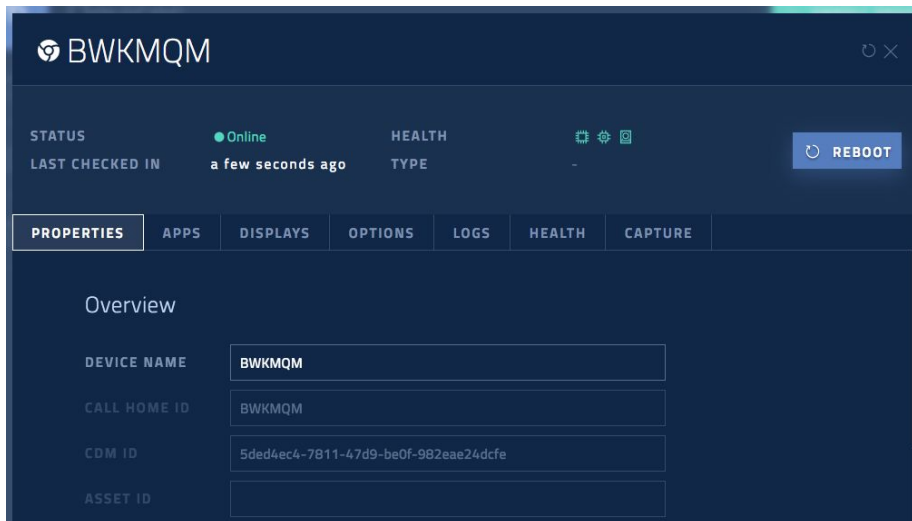 BWKMQM
STATUS Online HEALTH
LAST CHECKED IN a few seconds ago TYPE -
REBOOT
PROPERTIES APPS DISPLAYS OPTIONS LOGS HEALTH CAPTURE
Overview
DEVICE NAME BWKMQM
CALL HOME ID BWKMQM
CDM ID 5ded4ec4-7811-47d9-be0f-982eae24dcfe
ASSET ID